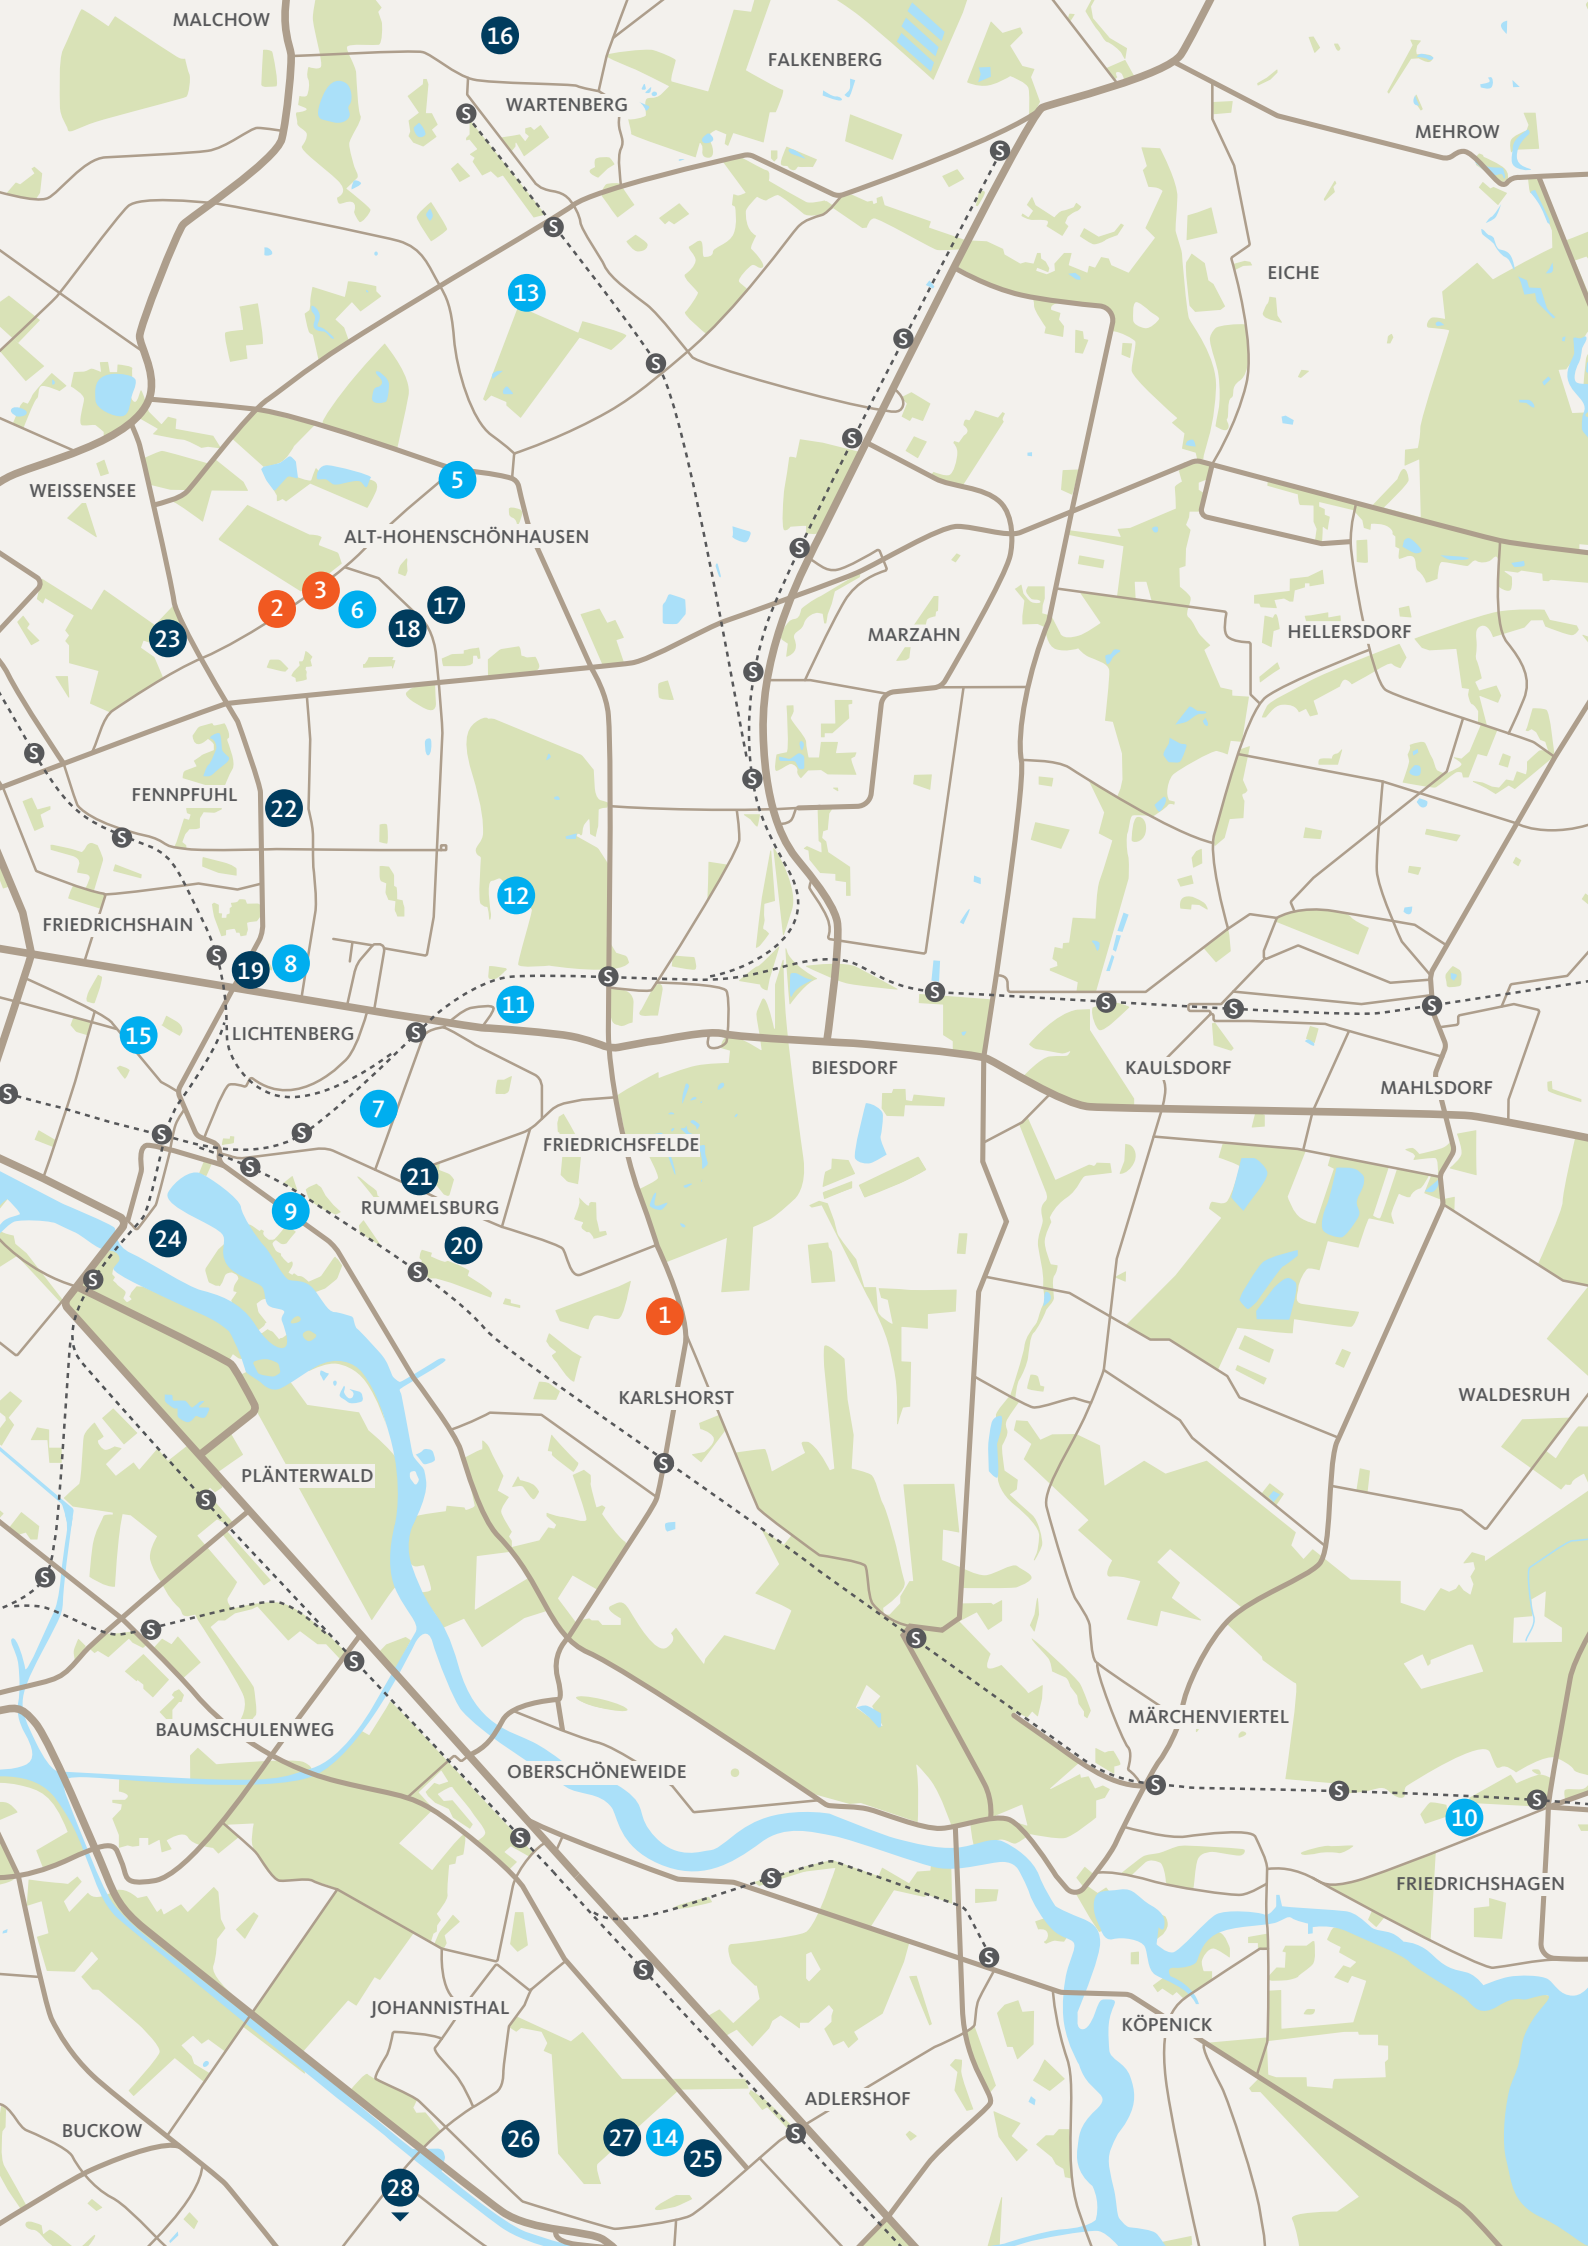 MALCHOW
16
FALKENBERG
WARTENBERG
S
MEHROW
S
S
EICHE
13
S
S
S
5
WEISSENSEE
ALT-HOHENSCHÖNHAUSEN
S
3
2
6
17
18
23
MARZAHN
HELLERSDORF
S
S
S
FENNPFUHL
22
S
12
FRIEDRICHSHAIN
S
19
8
S
S
11
S
S
S
15
LICHTENBERG
S
BIESDORF
KAULSDORF
MAHLSDORF
S
7
S
S
FRIEDRICHSFELDE
S
21
9
RUMMELSBURG
24
20
S
S
1
KARLSHORST
WALDESRUH
S
PLÄNTERWALD
S
S
S
S
S
MÄRCHENVIERTEL
BAUMSCHULENWEG
OBERSCHÖNEWEIDE
S
S
S
10
S
S
FRIEDRICHSHAGEN
S
S
JOHANNISTHAL
KÖPENICK
ADLERSHOF
BUCKOW
26
27
14
S
25
28